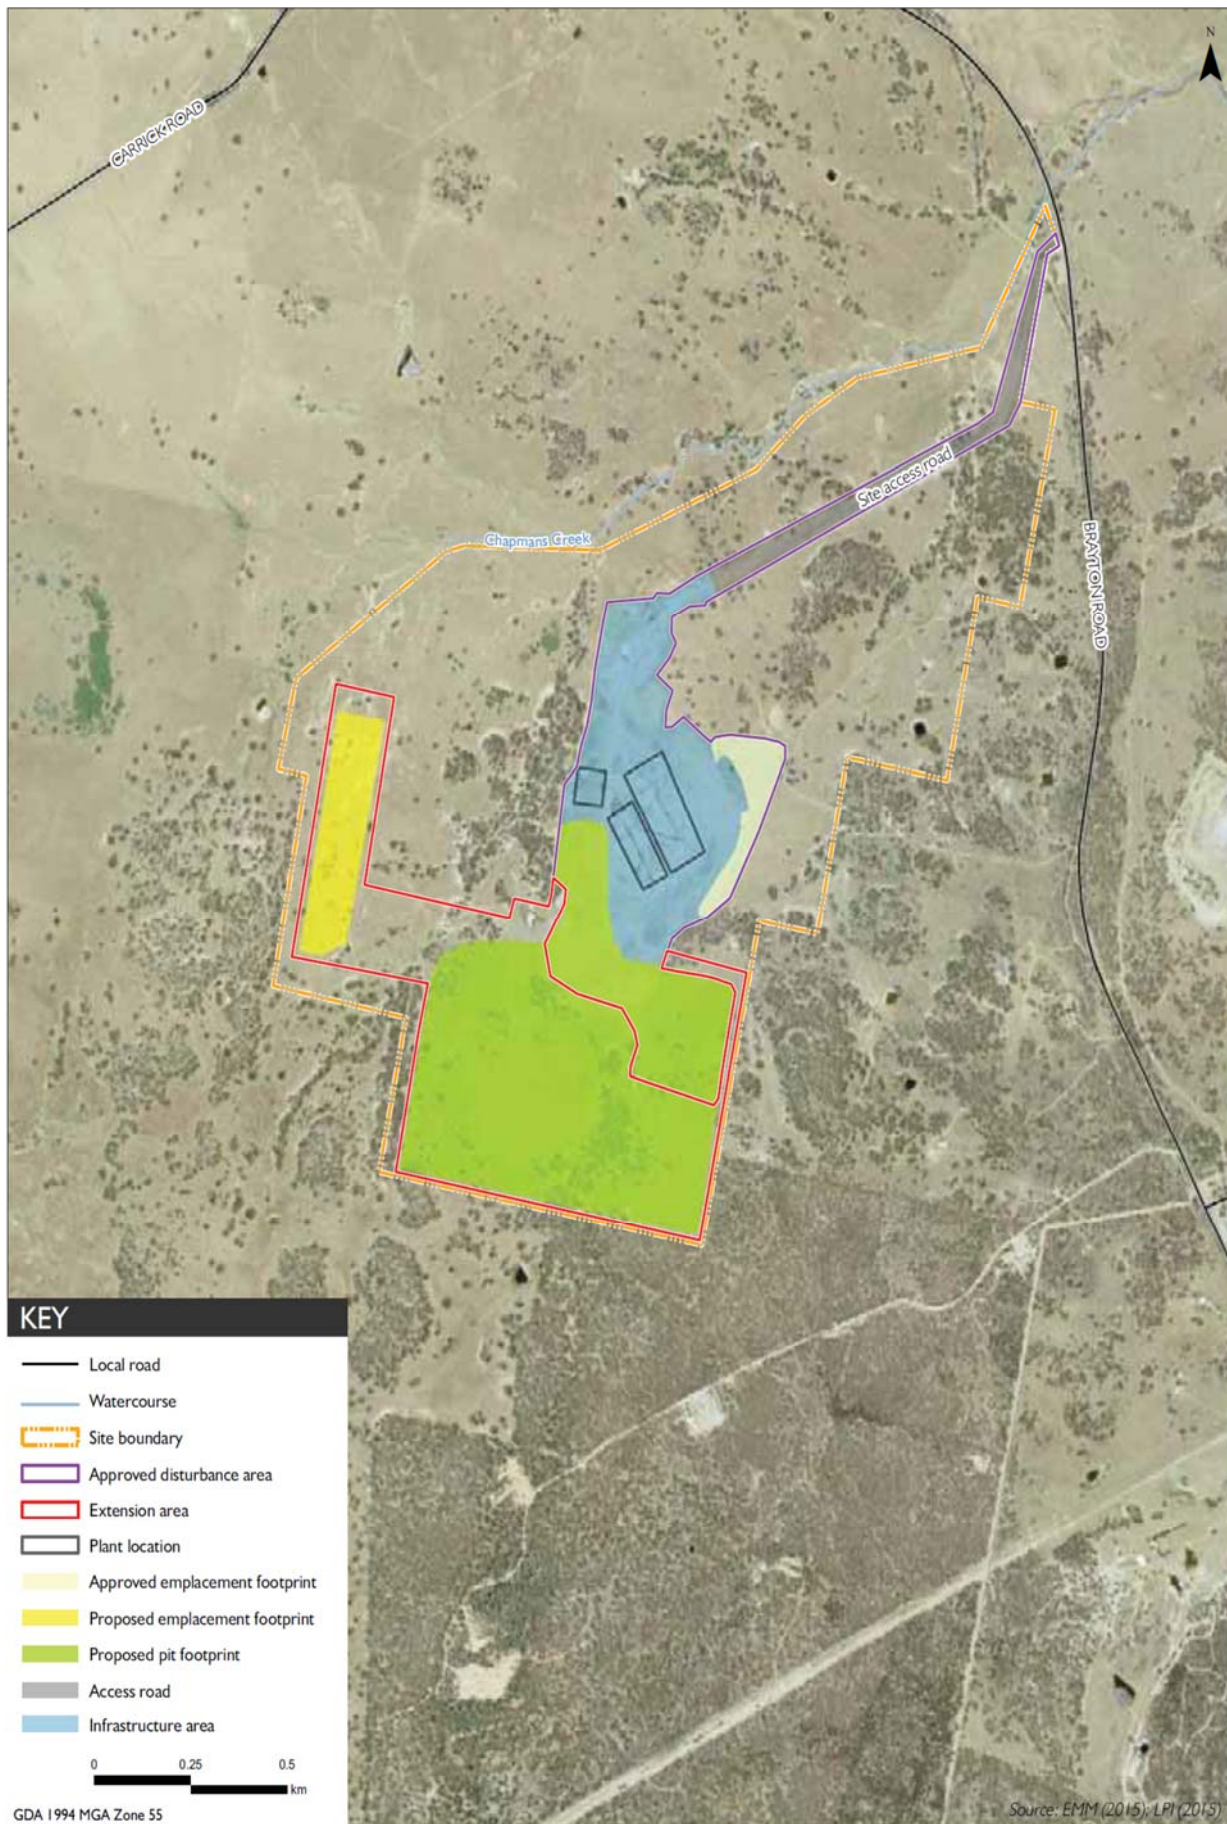 N
CARRICK ROAD
Site access road
Chapmans Creek
BRAYTON ROAD
KEY
Local road
Watercourse
Site boundary
Approved disturbance area
Extension area
Plant location
Approved emplacement footprint
Proposed emplacement footprint
Proposed pit footprint
Access road
Infrastructure area
0 0.25 0.5
km
GDA 1994 MGA Zone 55
Source: EMM (2015); LPI (2015)